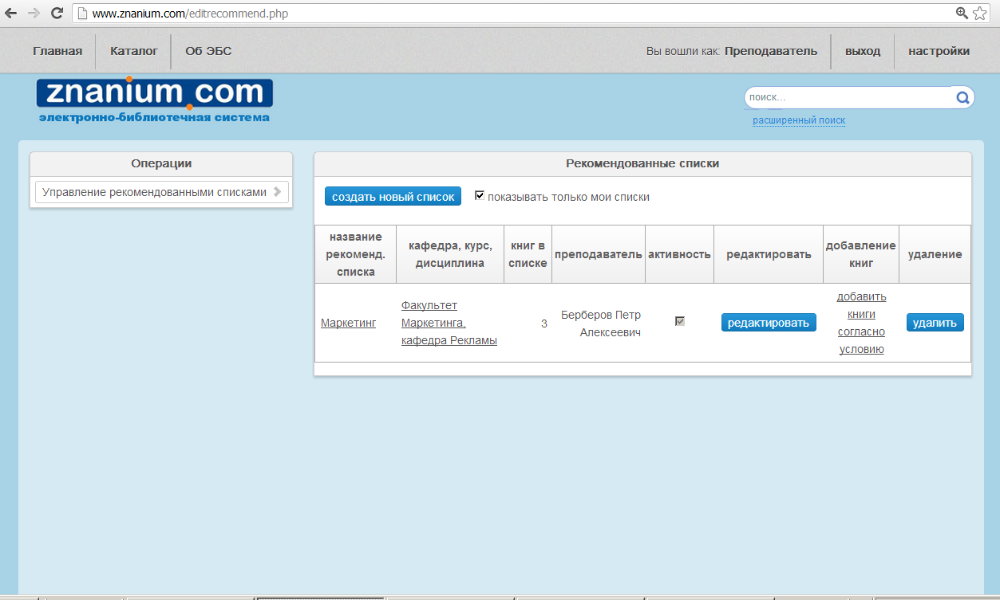 www.znanium.com/editrecommend.php
Главная Каталог Об ЭБС Вы вошли как: Преподаватель выход настройки
znanium.com
электронно-библиотечная система
поиск...
расширенный поиск
Операции
Управление рекомендованными списками
Рекомендованные списки
создать новый список показывать только мои списки
название
рекоменд.
списка
кафедра, курс,
дисциплина
книг в
списке
преподаватель
активность
редактировать
добавление
книг
удаление
Маркетинг
Факультет
Маркетинга,
кафедра Рекламы
3
Берберов Петр
Алексеевич
редактировать
добавить
книги
согласно
условию
удалить